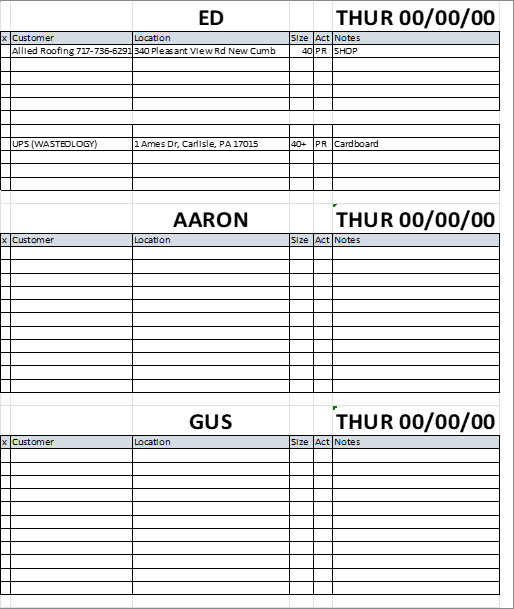 ED THUR 00/00/00
x Customer Location Size Act Notes
Allied Roofing 717-736-6291 340 Pleasant View Rd New Cumb 40 PR SHOP
UPS (WASTEOLOGY) 1 Ames Dr, Carlisle, PA 17015 40+ PR Cardboard
AARON THUR 00/00/00
x Customer Location Size Act Notes
GUS THUR 00/00/00
x Customer Location Size Act Notes